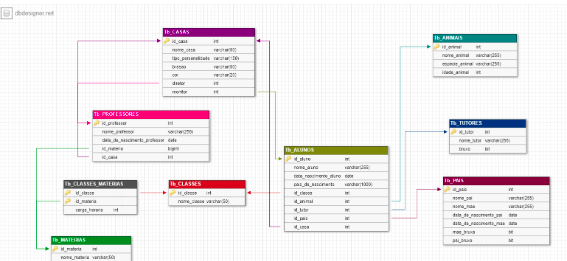 dbdesigner.net
Tb_CASAS
id_casa int
nome_casa varchar(60)
tipo_personalidade varchar(100)
brasao varchar(60)
cor varchar(20)
diretor int
monitor int
Tb_ANIMAIS
id_animal int
nome_animal varchar(255)
especie_animal varchar(255)
idade_animal int
Tb_PROFESSORES
id_professor int
nome_professor varchar(255)
data_de_nascimento_professor date
id_materia bigint
id_casa int
Tb_TUTORES
id_tutor int
nome_tutor varchar(255)
bruxo bit
Tb_ALUNOS
id_aluno int
nome_aluno varchar(255)
data_nascimento_aluno date
pais_de_nascimento varchar(1000)
id_classe int
id_animal int
id_tutor int
id_pais int
id_casa int
Tb_CLASSES_MATERIAS
id_classe int
id_materia int
carga_horaria int
Tb_CLASSES
id_classe int
nome_classe varchar(50)
Tb_PAIS
id_pais int
nome_pai varchar(255)
nome_mae varchar(255)
data_de_nascimento_pai date
data_de_nascimento_mae date
mae_bruxa bit
pai_bruxo bit
Tb_MATERIAS
id_materia int
nome_materia varchar(60)